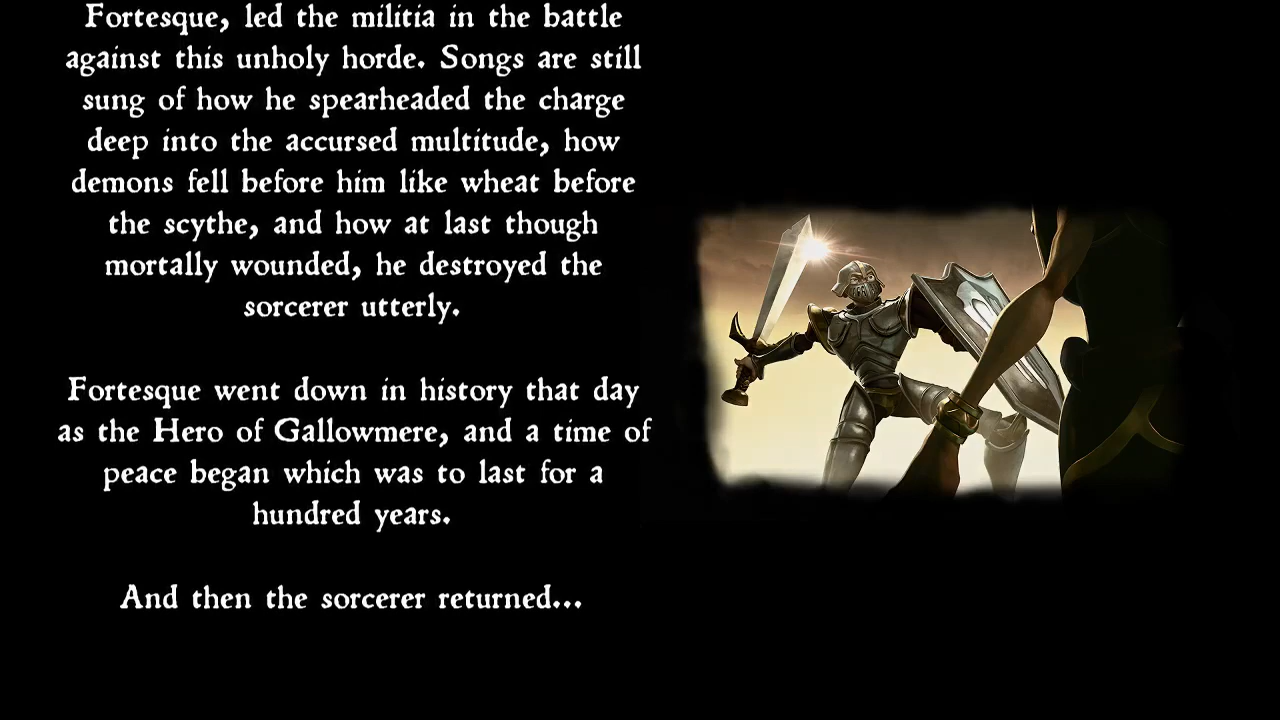 Fortesque, led the militia in the battle
against this unholy horde. Songs are still
sung of how he spearheaded the charge
deep into the accursed multitude, how
demons fell before him like wheat before
the scythe, and how at last though
mortally wounded, he destroyed the
sorcerer utterly.
Fortesque went down in history that day
as the Hero of Gallowmere, and a time of
peace began which was to last for a
hundred years.
And then the sorcerer returned...